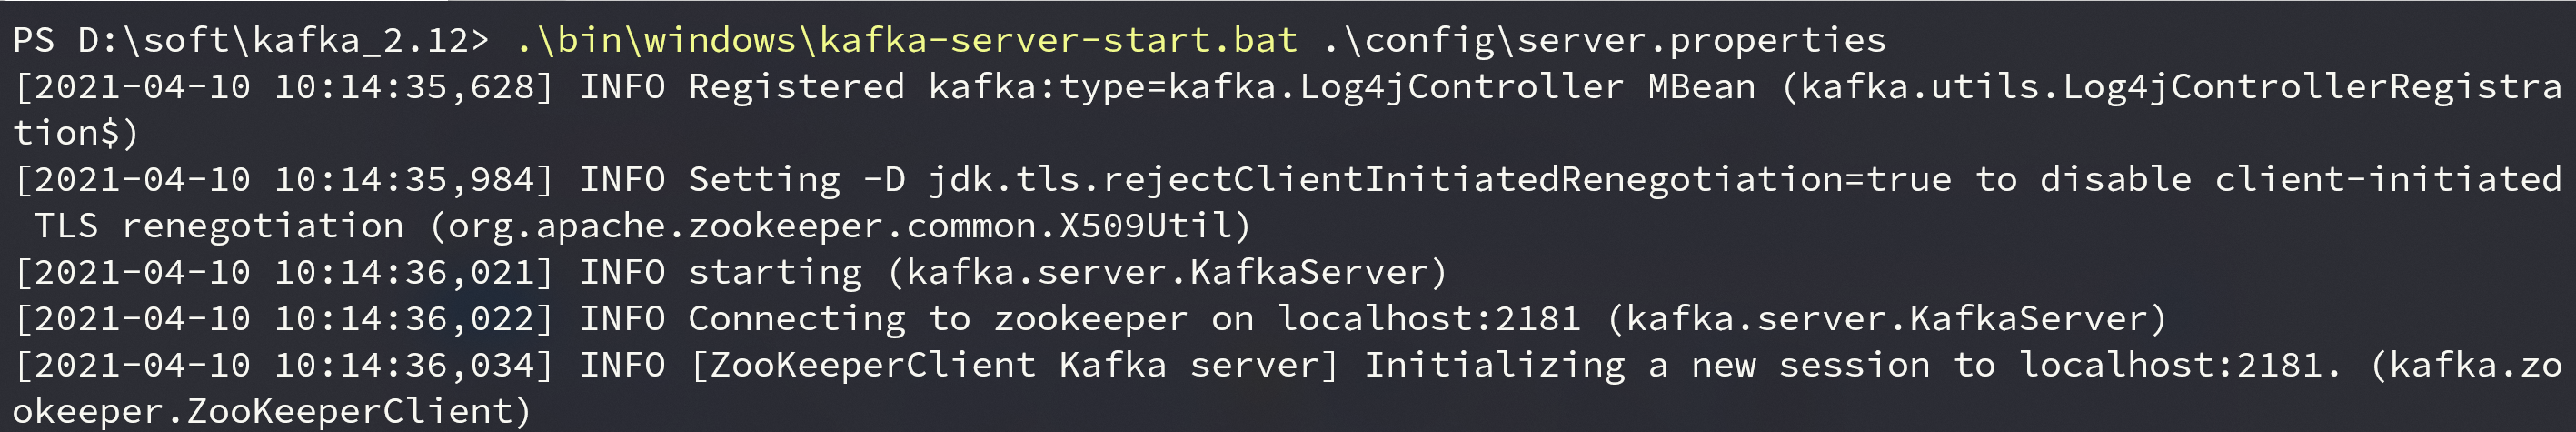 PS D:\soft\kafka_2.12> .\bin\windows\kafka-server-start.bat .\config\server.properties
[2021-04-10 10:14:35,628] INFO Registered kafka:type=kafka.Log4jController MBean (kafka.utils.Log4jControllerRegistra
tion$)
[2021-04-10 10:14:35,984] INFO Setting -D jdk.tls.rejectClientInitiatedRenegotiation=true to disable client-initiated
 TLS renegotiation (org.apache.zookeeper.common.X509Util)
[2021-04-10 10:14:36,021] INFO starting (kafka.server.KafkaServer)
[2021-04-10 10:14:36,022] INFO Connecting to zookeeper on localhost:2181 (kafka.server.KafkaServer)
[2021-04-10 10:14:36,034] INFO [ZooKeeperClient Kafka server] Initializing a new session to localhost:2181. (kafka.zo
okeeper.ZooKeeperClient)